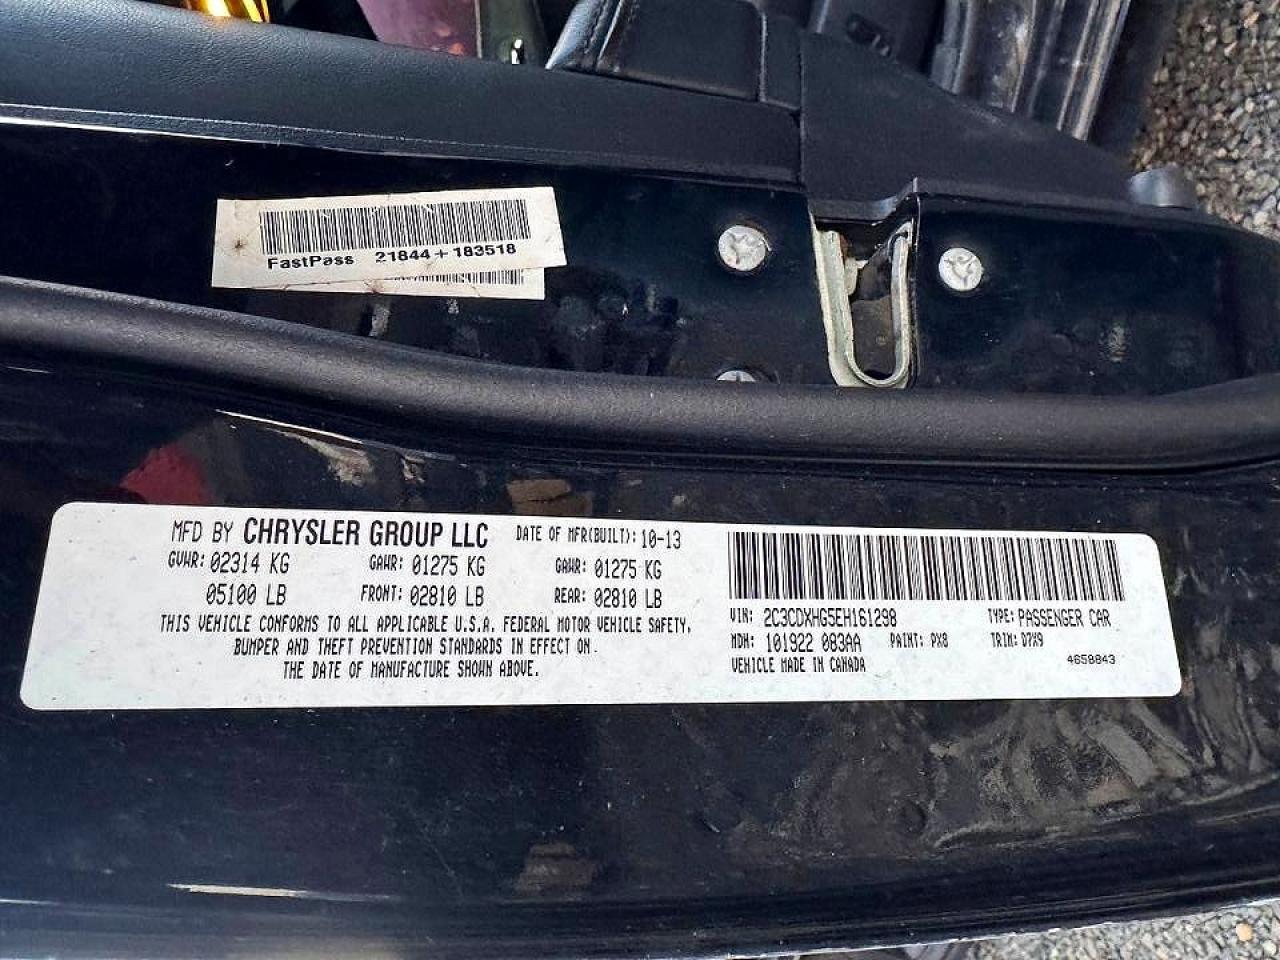 FastPass 21844+183518
MFD BY CHRYSLER GROUP LLC DATE OF MFR(BUILT): 10-13
GVWR: 02314 KG GAWR: 01275 KG GAWR: 01275 KG
05100 LB FRONT: 02810 LB REAR: 02810 LB
THIS VEHICLE CONFORMS TO ALL APPLICABLE U.S.A. FEDERAL MOTOR VEHICLE SAFETY,
BUMPER AND THEFT PREVENTION STANDARDS IN EFFECT ON
THE DATE OF MANUFACTURE SHOWN ABOVE.
VIN: 2C3CDXHG5EH161298 TYPE: PASSENGER CAR
MDH: 101922 083AA PAINT: PX8 TRIM: D7X9
VEHICLE MADE IN CANADA 4658843